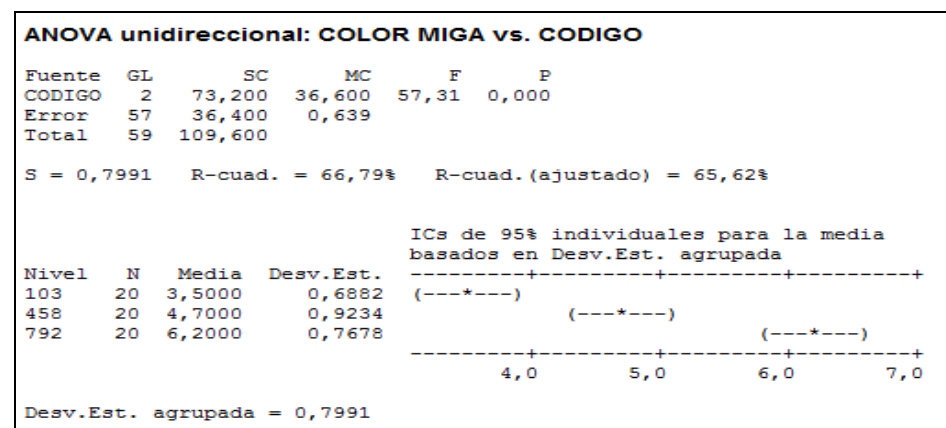 ANOVA unidireccional: COLOR MIGA vs. CODIGO
Fuente GL SC MC F P
CODIGO 2 73,200 36,600 57,31 0,000
Error 57 36,400 0,639
Total 59 109,600
S = 0,7991 R-cuad. = 66,79% R-cuad.(ajustado) = 65,62%
ICs de 95% individuales para la media
basados en Desv.Est. agrupada
Nivel N Media Desv.Est. ---------+---------+---------+---------+
103 20 3,5000 0,6882 (---*---)
458 20 4,7000 0,9234 (---*---)
792 20 6,2000 0,7678 (---*---)
---------+---------+---------+---------+
4,0 5,0 6,0 7,0
Desv.Est. agrupada = 0,7991